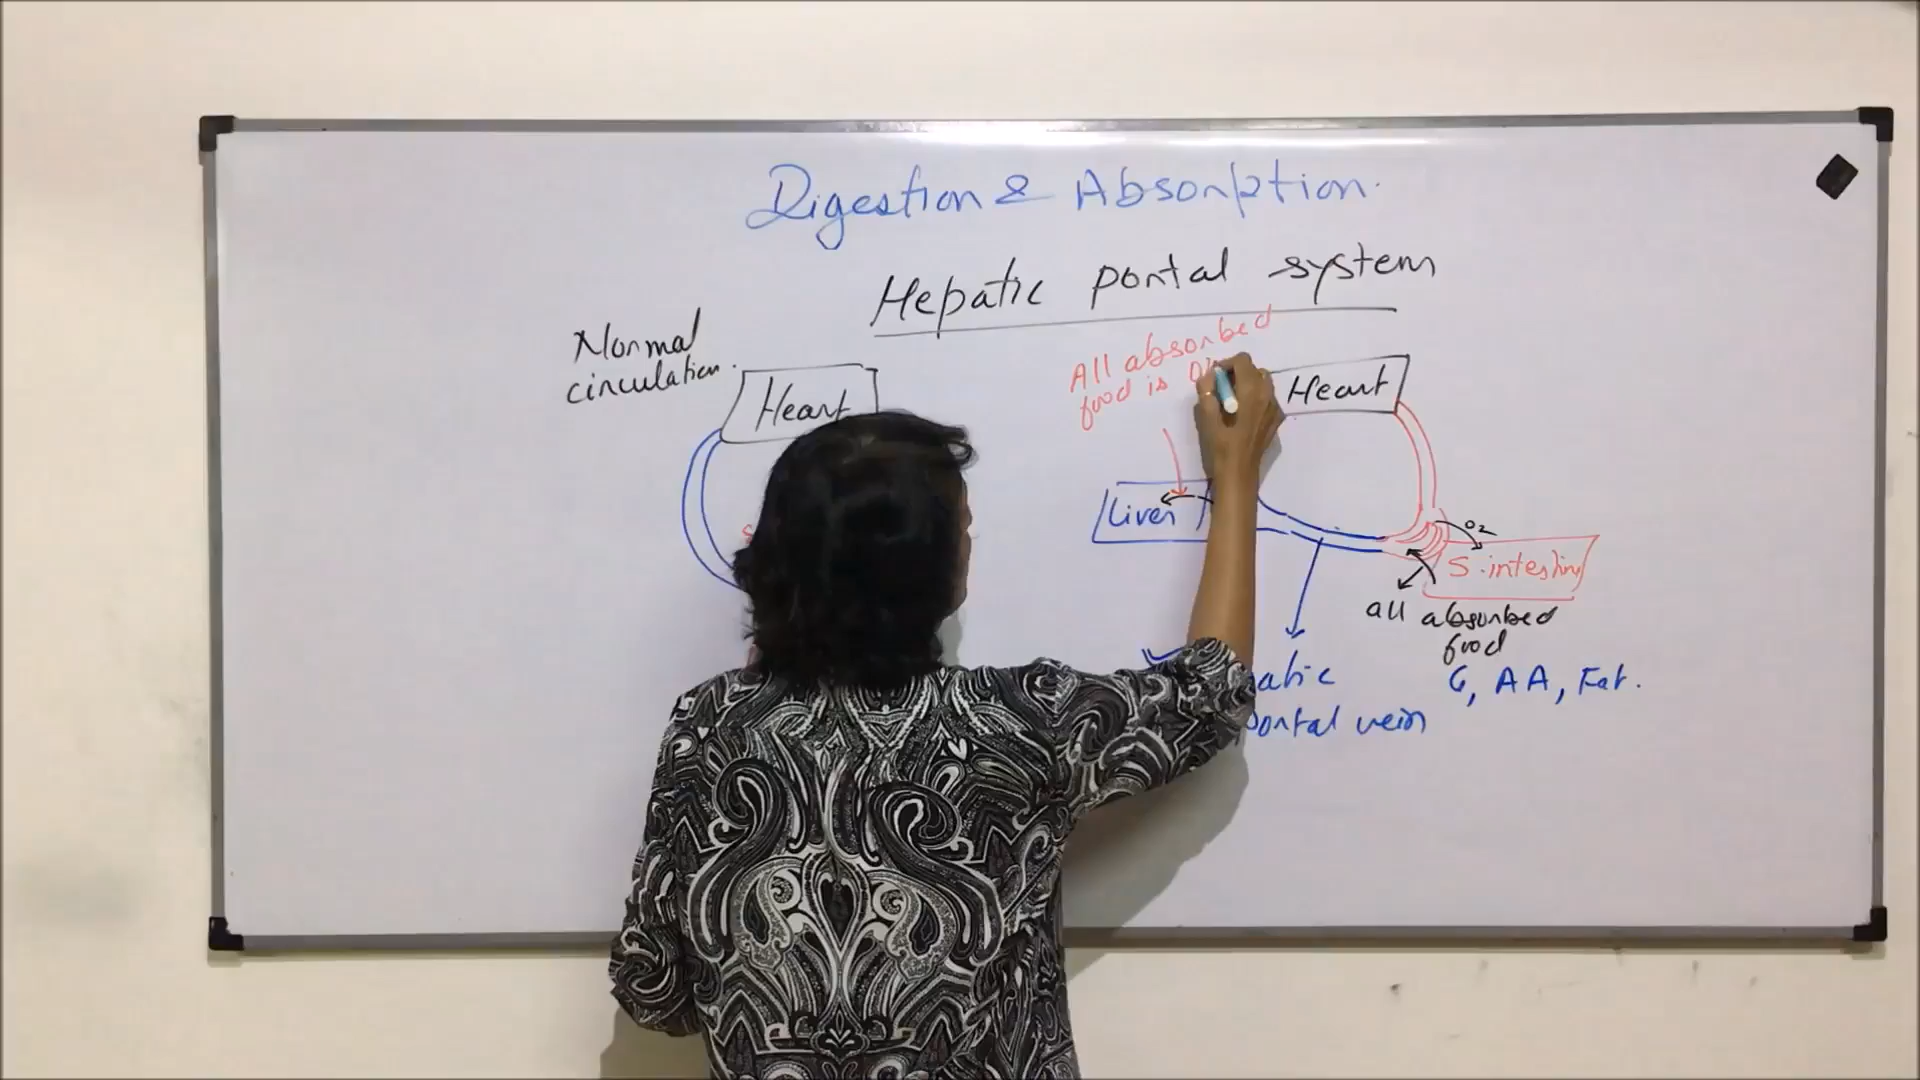 Digestion & Absorption.
Hepatic portal system
Normal
circulation.
Heart
All absorbed
food is
Heart
Liver
O2
S. intestine
all absorbed
food
G, AA, Fat.
portal vein